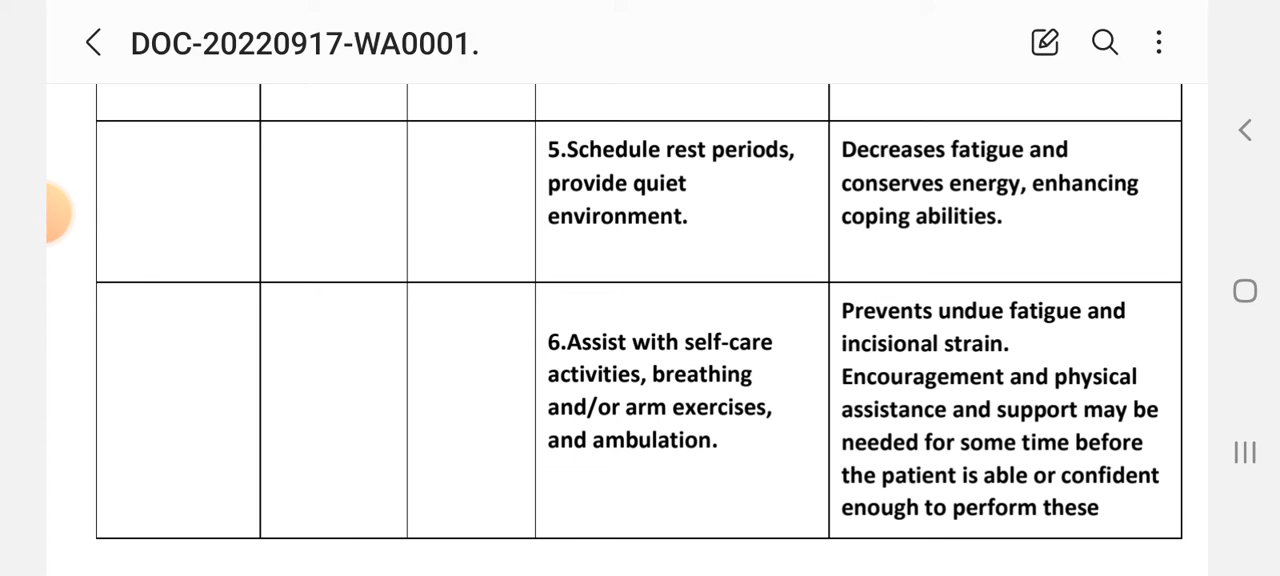 DOC-20220917-WA0001.
5.Schedule rest periods,
provide quiet
environment.
Decreases fatigue and
conserves energy, enhancing
coping abilities.
6.Assist with self-care
activities, breathing
and/or arm exercises,
and ambulation.
Prevents undue fatigue and
incisional strain.
Encouragement and physical
assistance and support may be
needed for some time before
the patient is able or confident
enough to perform these